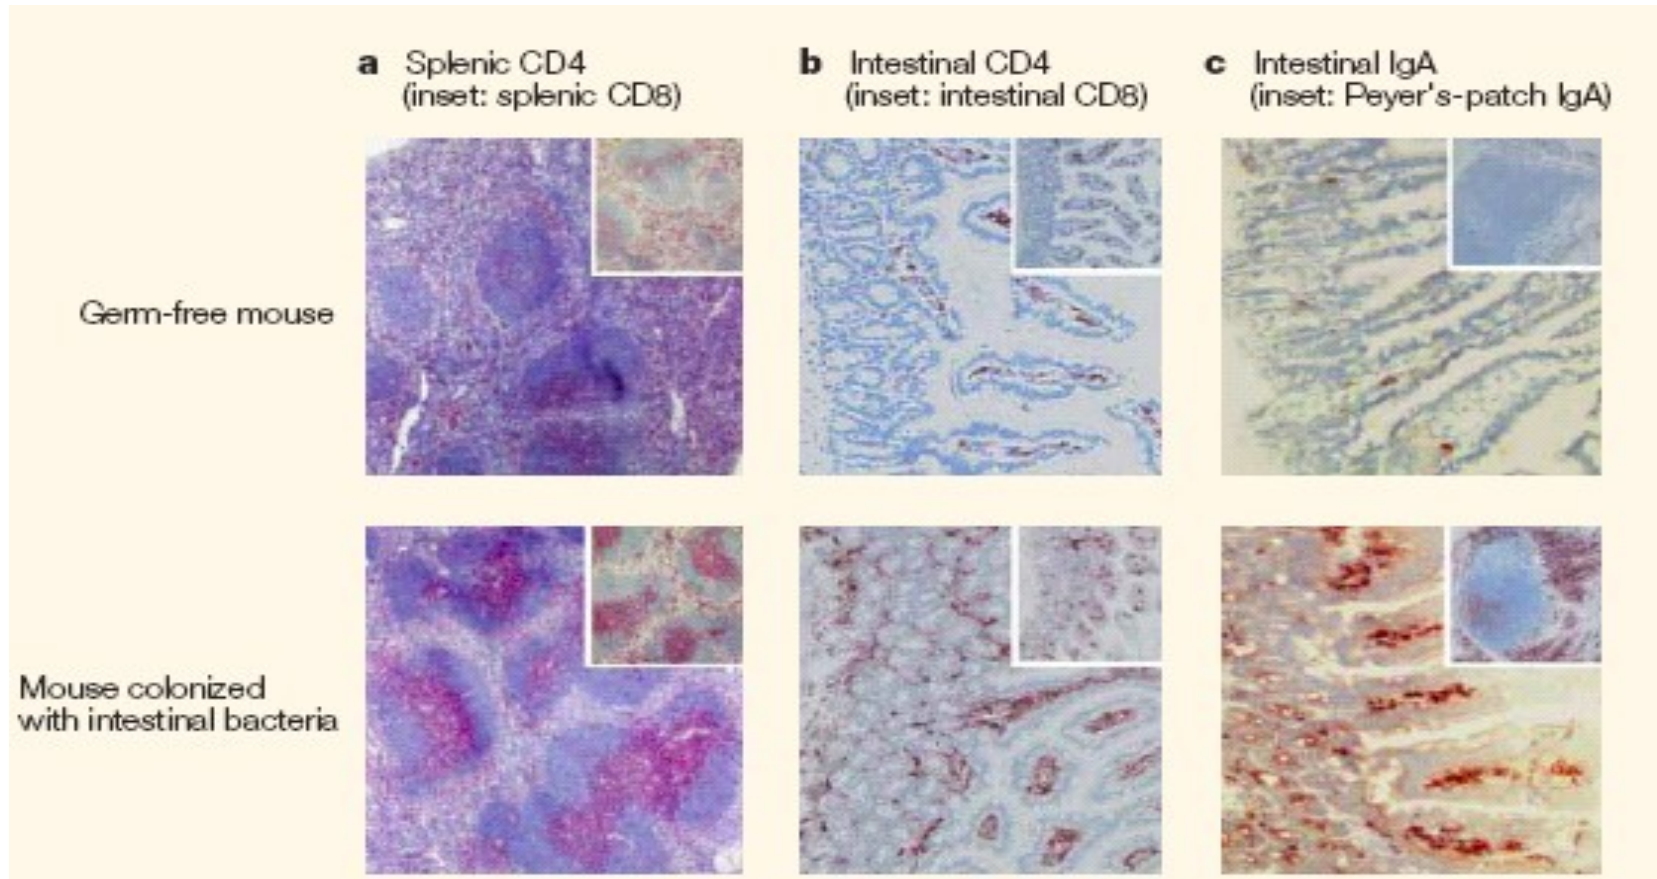 a Splenic CD4
(inset: splenic CD8)
b Intestinal CD4
(inset: intestinal CD8)
c Intestinal IgA
(inset: Peyer's-patch IgA)
Germ-free mouse
Mouse colonized
with intestinal bacteria